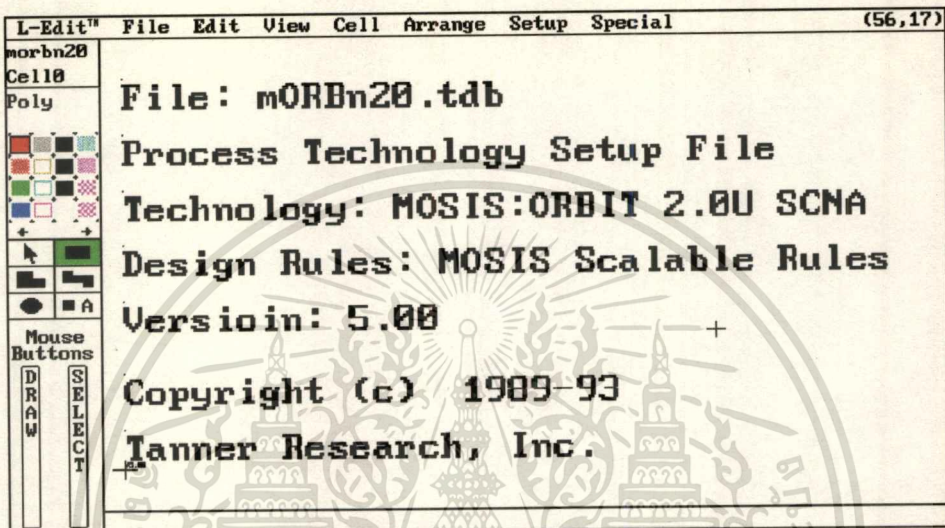 L-Edit™ File Edit View Cell Arrange Setup Special (56,17)
morbn20
Cell0
Poly
File: mORBn20.tdb
Process Technology Setup File
Technology: MOSIS:ORBIT 2.0U SCNA
Design Rules: MOSIS Scalable Rules
Versioin: 5.00
Copyright (c) 1989-93
Tanner Research, Inc.
A
Mouse
Buttons
DRAW
SELECT